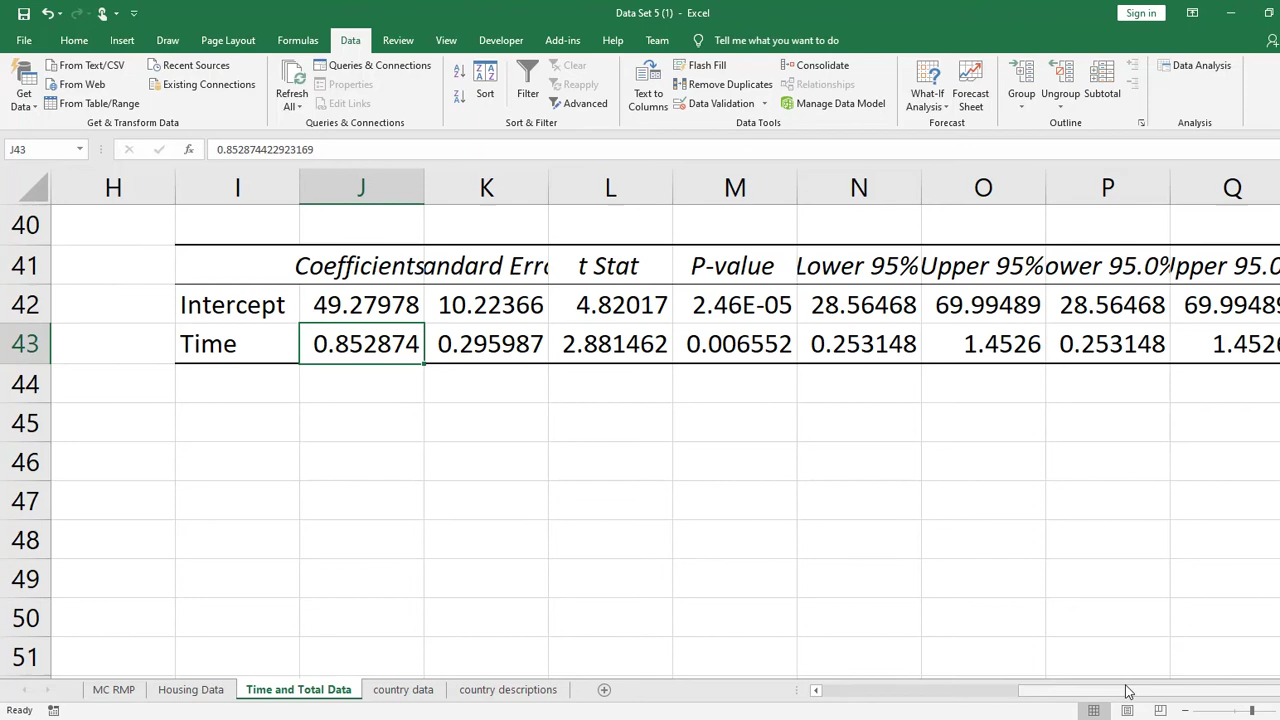 Data Set 5 (1) - Excel
Sign in
File Home Insert Draw Page Layout Formulas Data Review View Developer Add-ins Help Team Tell me what you want to do
Get Data
From Text/CSV
From Web
From Table/Range
Recent Sources
Existing Connections
Get & Transform Data
Refresh All
Queries & Connections
Properties
Edit Links
Queries & Connections
Sort
Filter
Clear
Reapply
Advanced
Sort & Filter
Text to Columns
Flash Fill
Remove Duplicates
Data Validation
Consolidate
Relationships
Manage Data Model
Data Tools
What-If Analysis
Forecast Sheet
Forecast
Group
Ungroup
Subtotal
Outline
Data Analysis
Analysis
J43 fx 0.852874422923169
H I J K L M N O P Q
40
41 Coefficients andard Erro t Stat P-value Lower 95% Upper 95% ower 95.0% pper 95.0
42 Intercept 49.27978 10.22366 4.82017 2.46E-05 28.56468 69.99489 28.56468 69.99489
43 Time 0.852874 0.295987 2.881462 0.006552 0.253148 1.4526 0.253148 1.4526
44
45
46
47
48
49
50
51
MC RMP Housing Data Time and Total Data country data country descriptions
Ready